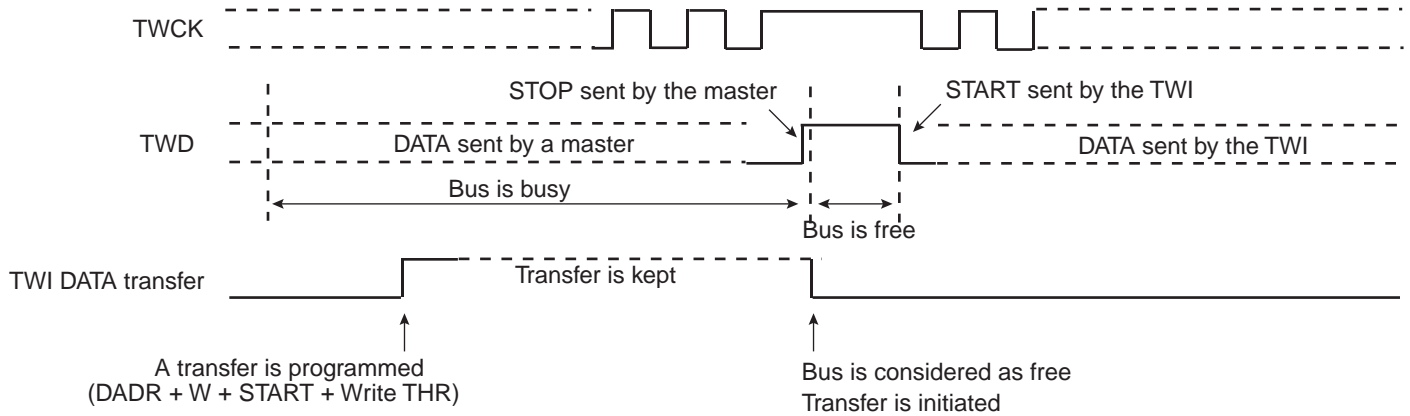 TWCK
STOP sent by the master
START sent by the TWI
TWD
DATA sent by a master
DATA sent by the TWI
Bus is busy
Bus is free
TWI DATA transfer
Transfer is kept
A transfer is programmed
(DADR + W + START + Write THR)
Bus is considered as free
Transfer is initiated